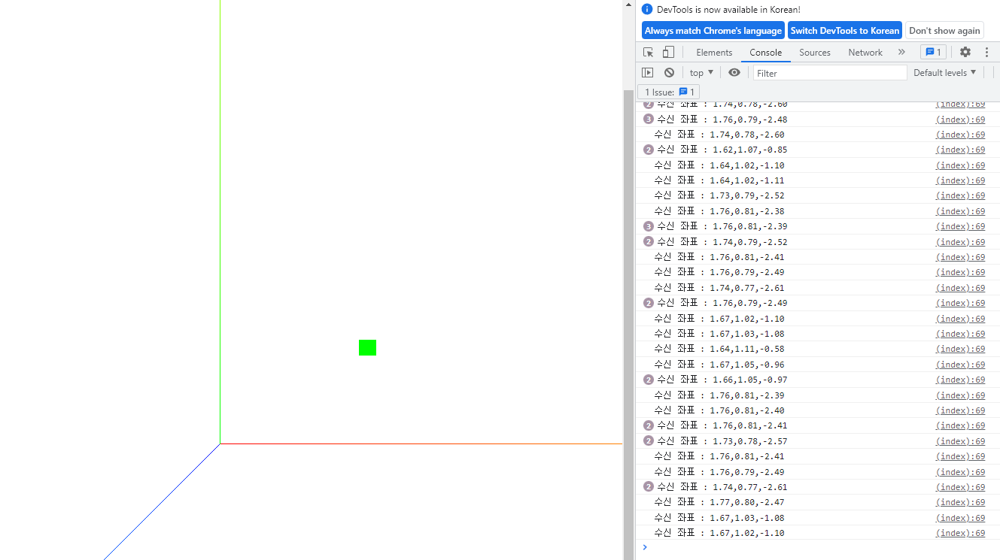 DevTools is now available in Korean!
Always match Chrome's language Switch DevTools to Korean Don't show again
Elements Console Sources Network » 1
top ▼ Filter Default levels ▼
1 Issue: 1
2 수신 좌표 : 1.74,0.78,-2.60 (index):69
3 수신 좌표 : 1.76,0.79,-2.48 (index):69
수신 좌표 : 1.74,0.78,-2.60 (index):69
2 수신 좌표 : 1.62,1.07,-0.85 (index):69
수신 좌표 : 1.64,1.02,-1.10 (index):69
수신 좌표 : 1.64,1.02,-1.11 (index):69
수신 좌표 : 1.73,0.79,-2.52 (index):69
수신 좌표 : 1.76,0.81,-2.38 (index):69
3 수신 좌표 : 1.76,0.81,-2.39 (index):69
2 수신 좌표 : 1.74,0.79,-2.52 (index):69
수신 좌표 : 1.76,0.81,-2.41 (index):69
수신 좌표 : 1.76,0.79,-2.49 (index):69
수신 좌표 : 1.74,0.77,-2.61 (index):69
2 수신 좌표 : 1.76,0.79,-2.49 (index):69
수신 좌표 : 1.67,1.02,-1.10 (index):69
수신 좌표 : 1.67,1.03,-1.08 (index):69
수신 좌표 : 1.64,1.11,-0.58 (index):69
수신 좌표 : 1.67,1.05,-0.96 (index):69
2 수신 좌표 : 1.66,1.05,-0.97 (index):69
수신 좌표 : 1.76,0.81,-2.39 (index):69
수신 좌표 : 1.76,0.81,-2.40 (index):69
2 수신 좌표 : 1.76,0.81,-2.41 (index):69
2 수신 좌표 : 1.73,0.78,-2.57 (index):69
수신 좌표 : 1.76,0.81,-2.41 (index):69
수신 좌표 : 1.76,0.79,-2.49 (index):69
2 수신 좌표 : 1.74,0.77,-2.61 (index):69
수신 좌표 : 1.77,0.80,-2.47 (index):69
수신 좌표 : 1.67,1.03,-1.08 (index):69
수신 좌표 : 1.67,1.02,-1.10 (index):69